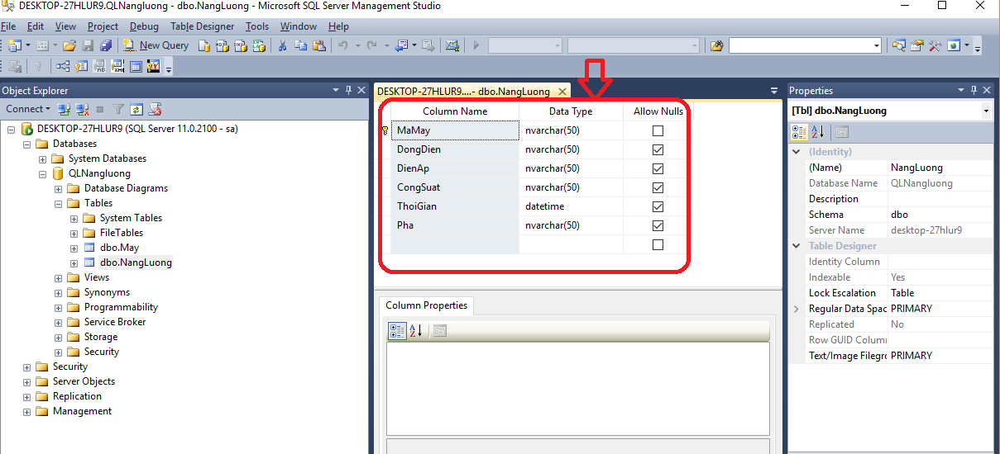 DESKTOP-27HLUR9.QLNangluong - dbo.NangLuong - Microsoft SQL Server Management Studio
File Edit View Project Debug Table Designer Tools Window Help
New Query
Object Explorer
Connect
DESKTOP-27HLUR9 (SQL Server 11.0.2100 - sa)
Databases
System Databases
QLNangluong
Database Diagrams
Tables
System Tables
FileTables
dbo.May
dbo.NangLuong
Views
Synonyms
Programmability
Service Broker
Storage
Security
Security
Server Objects
Replication
Management
DESKTOP-27HLUR9....- dbo.NangLuong
Column Name Data Type Allow Nulls
MaMay nvarchar(50)
DongDien nvarchar(50)
DienAp nvarchar(50)
CongSuat nvarchar(50)
ThoiGian datetime
Pha nvarchar(50)
Column Properties
Properties
[Tbl] dbo.NangLuong
(Identity)
(Name) NangLuong
Database Name QLNangluong
Description
Schema dbo
Server Name desktop-27hlur9
Table Designer
Identity Column
Indexable Yes
Lock Escalation Table
Regular Data Spac PRIMARY
Replicated No
Row GUID Column
Text/Image Filegro PRIMARY